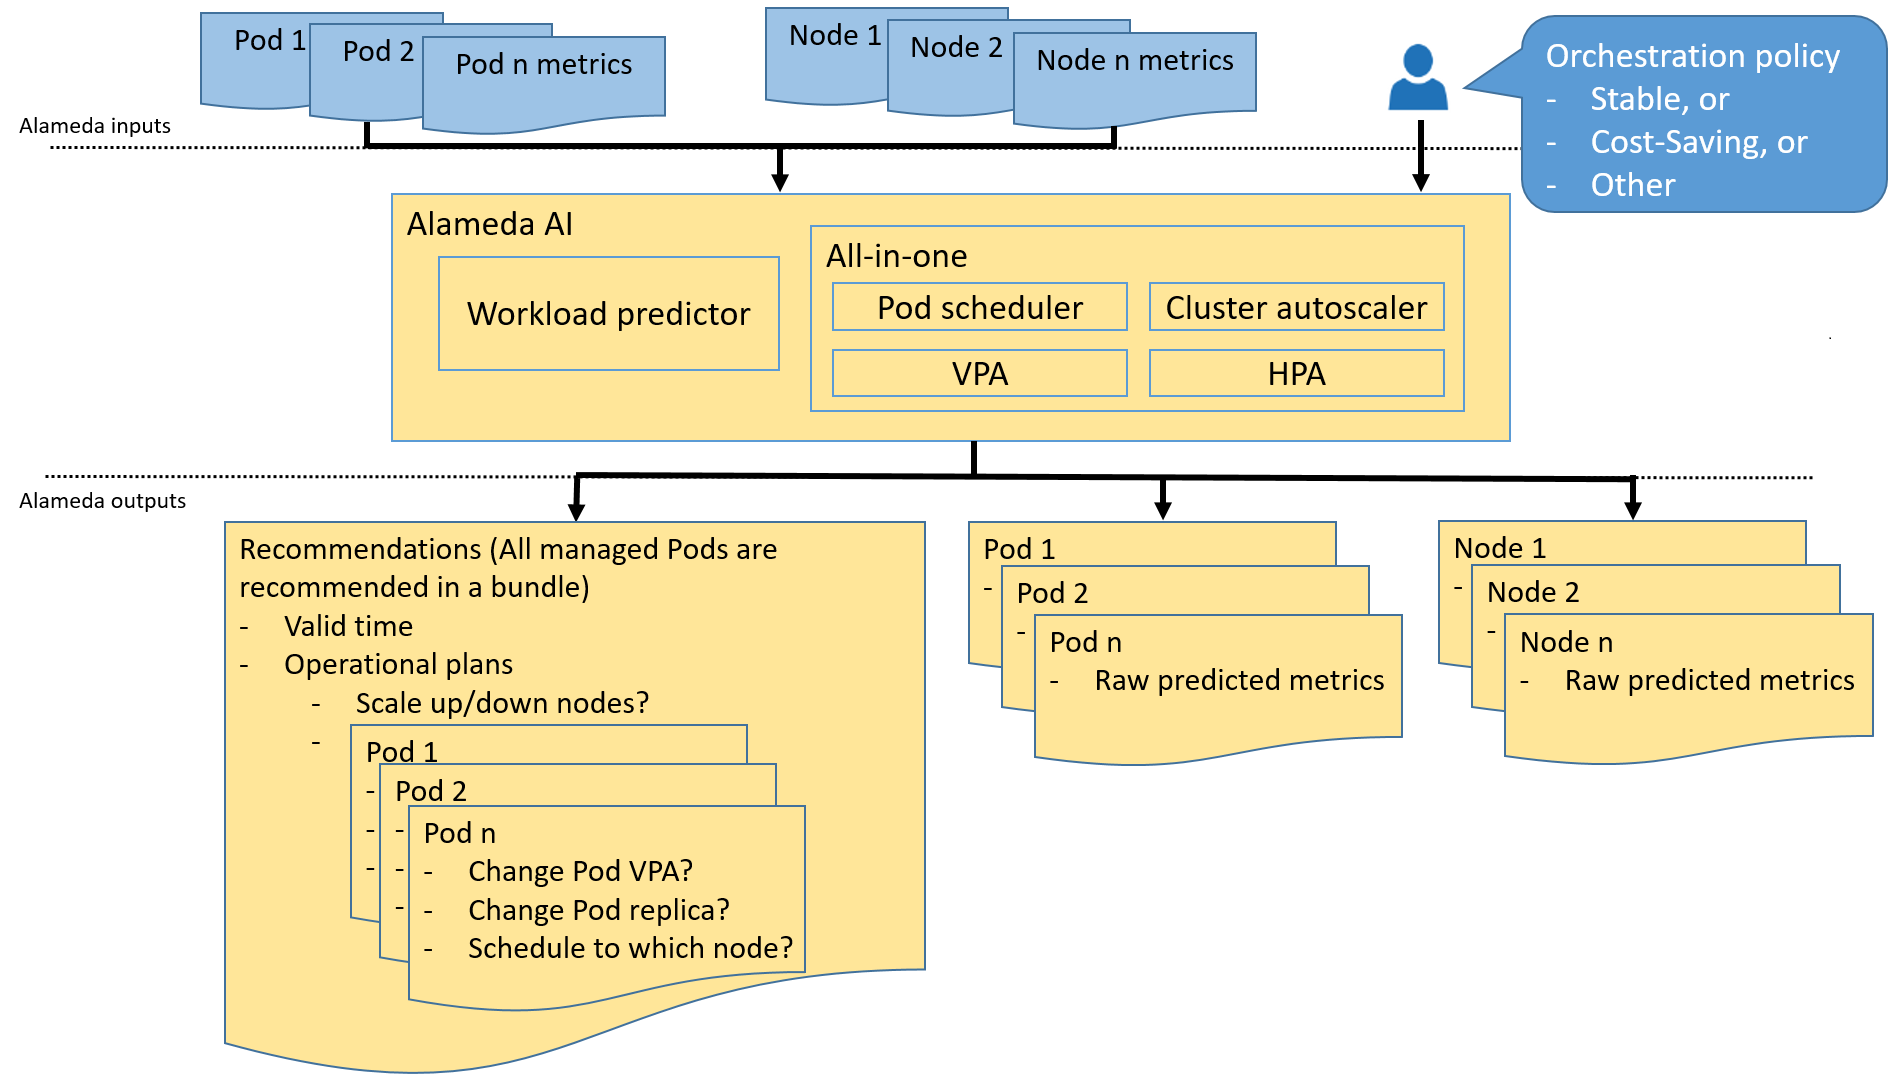 Pod 1
Pod 2
Pod n metrics
Node 1
Node 2
Node n metrics
Orchestration policy
- Stable, or
- Cost-Saving, or
- Other
Alameda inputs
Alameda AI
Workload predictor
All-in-one
Pod scheduler
Cluster autoscaler
VPA
HPA
.
Alameda outputs
Recommendations (All managed Pods are
recommended in a bundle)
- Valid time
- Operational plans
- Scale up/down nodes?
-
Pod 1
-
-
-
Pod 2
-
-
-
Pod n
- Change Pod VPA?
- Change Pod replica?
- Schedule to which node?
Pod 1
-
Pod 2
-
Pod n
- Raw predicted metrics
Node 1
-
Node 2
-
Node n
- Raw predicted metrics